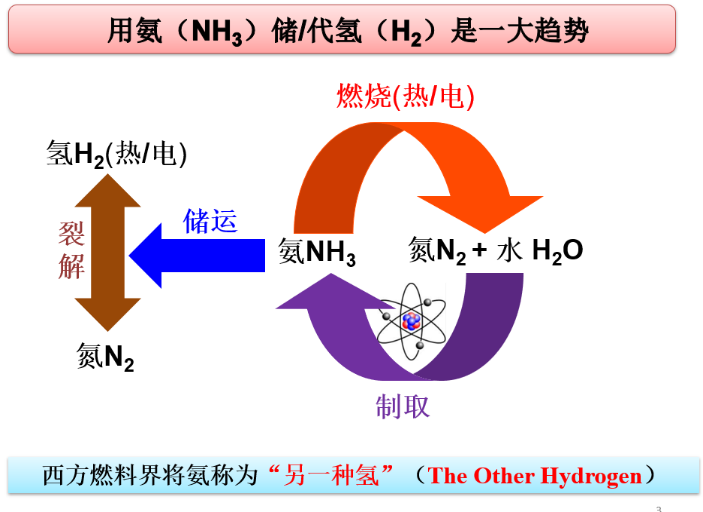 用氨（NH₃）储/代氢（H₂）是一大趋势
燃烧(热/电)
氢H₂(热/电)
储运
裂
解
氨NH₃
氮N₂ + 水 H₂O
氮N₂
制取
西方燃料界将氨称为“另一种氢”（The Other Hydrogen）
3